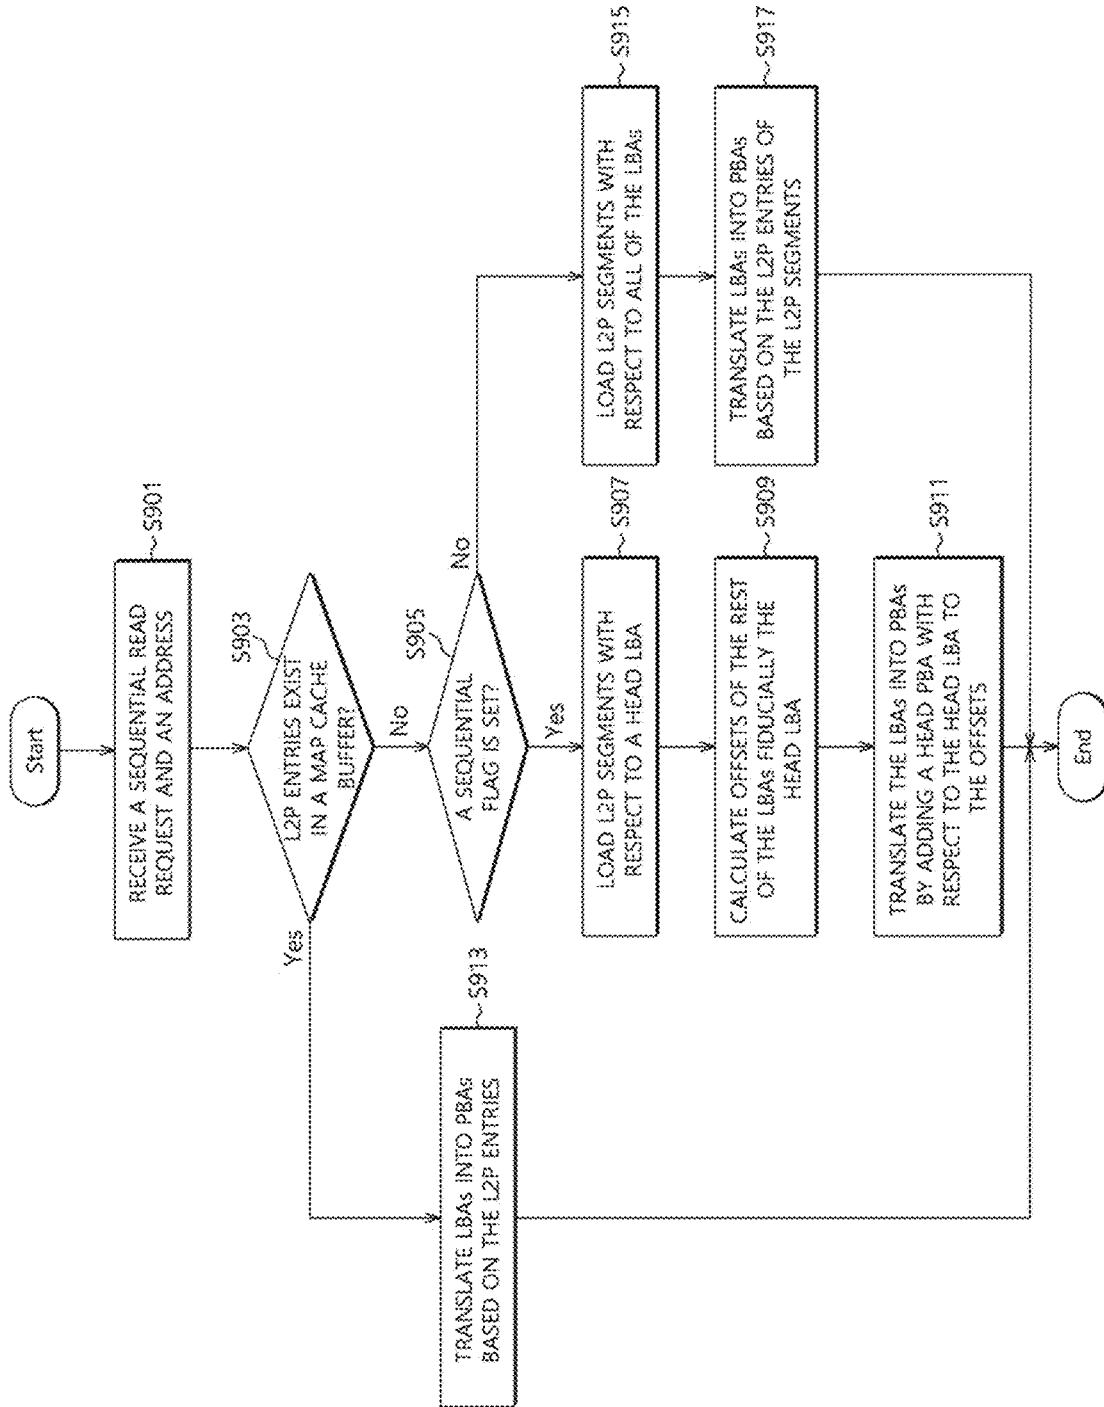 Start
RECEIVE A SEQUENTIAL READ
REQUEST AND AN ADDRESS
S901
L2P ENTRIES EXIST
IN A MAP CACHE
BUFFER?
S903
Yes
No
TRANSLATE LBAs INTO PBAs
BASED ON THE L2P ENTRIES
S913
A SEQUENTIAL
FLAG IS SET?
S905
No
Yes
LOAD L2P SEGMENTS WITH
RESPECT TO A HEAD LBA
S907
LOAD L2P SEGMENTS WITH
RESPECT TO ALL OF THE LBAs
S915
CALCULATE OFFSETS OF THE REST
OF THE LBAs FIDUCIALLY THE
HEAD LBA
S909
TRANSLATE LBAs INTO PBAs
BASED ON THE L2P ENTRIES OF
THE L2P SEGMENTS
S917
TRANSLATE THE LBAs INTO PBAs
BY ADDING A HEAD PBA WITH
RESPECT TO THE HEAD LBA TO
THE OFFSETS
S911
End